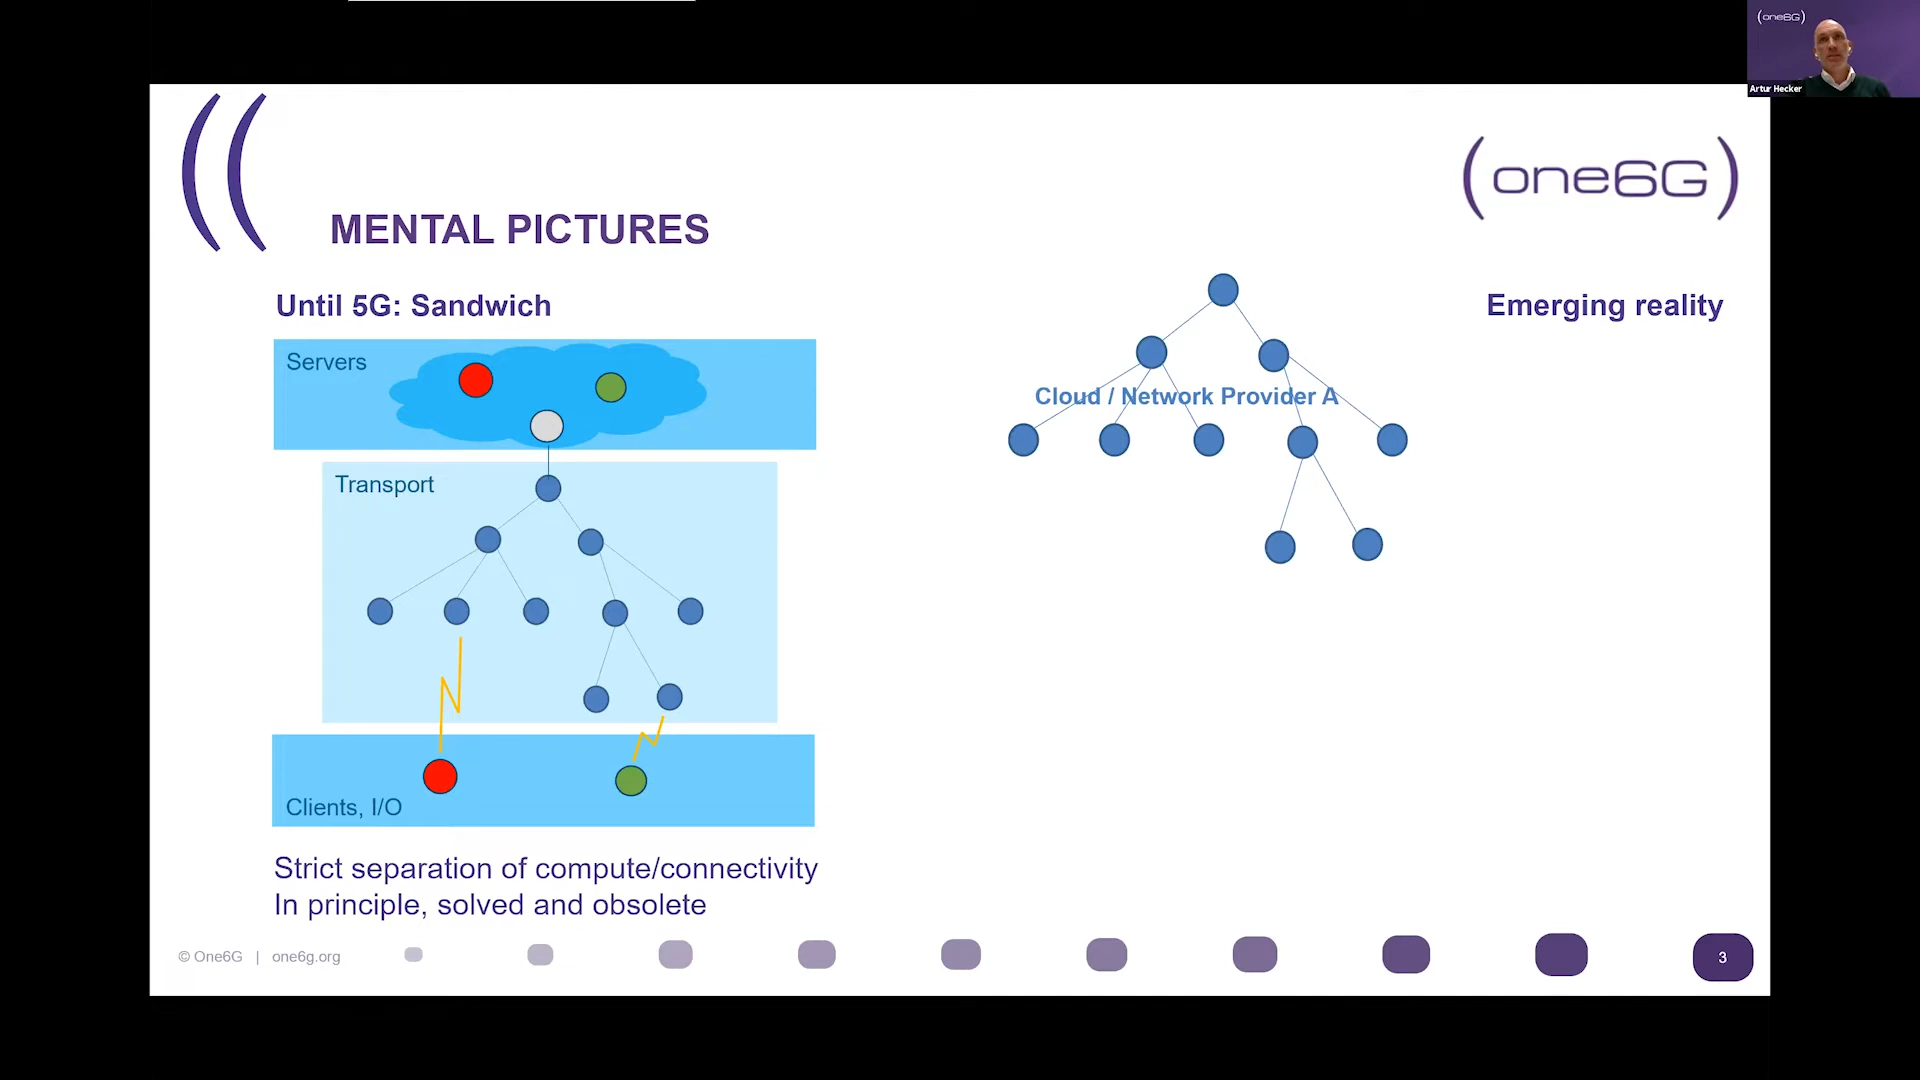 (one6G)
Artur Hecker
(one6G)
MENTAL PICTURES
Until 5G: Sandwich
Emerging reality
Servers
Cloud / Network Provider A
Transport
Clients, I/O
Strict separation of compute/connectivity
In principle, solved and obsolete
© One6G | one6g.org
3